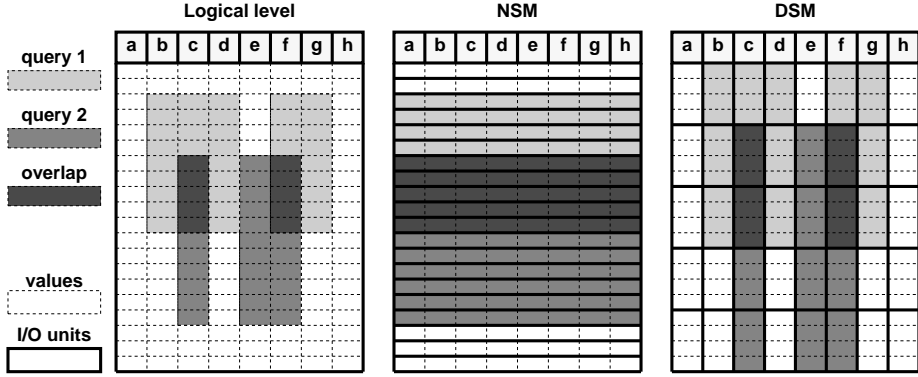 Logical level NSM DSM
a b c d e f g h a b c d e f g h a b c d e f g h
query 1
query 2
overlap
values
I/O units